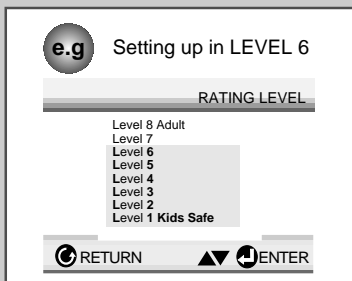 e.g Setting up in LEVEL 6
RATING LEVEL
Level 8 Adult
Level 7
Level 6
Level 5
Level 4
Level 3
Level 2
Level 1 Kids Safe
RETURN ▲▼ ENTER